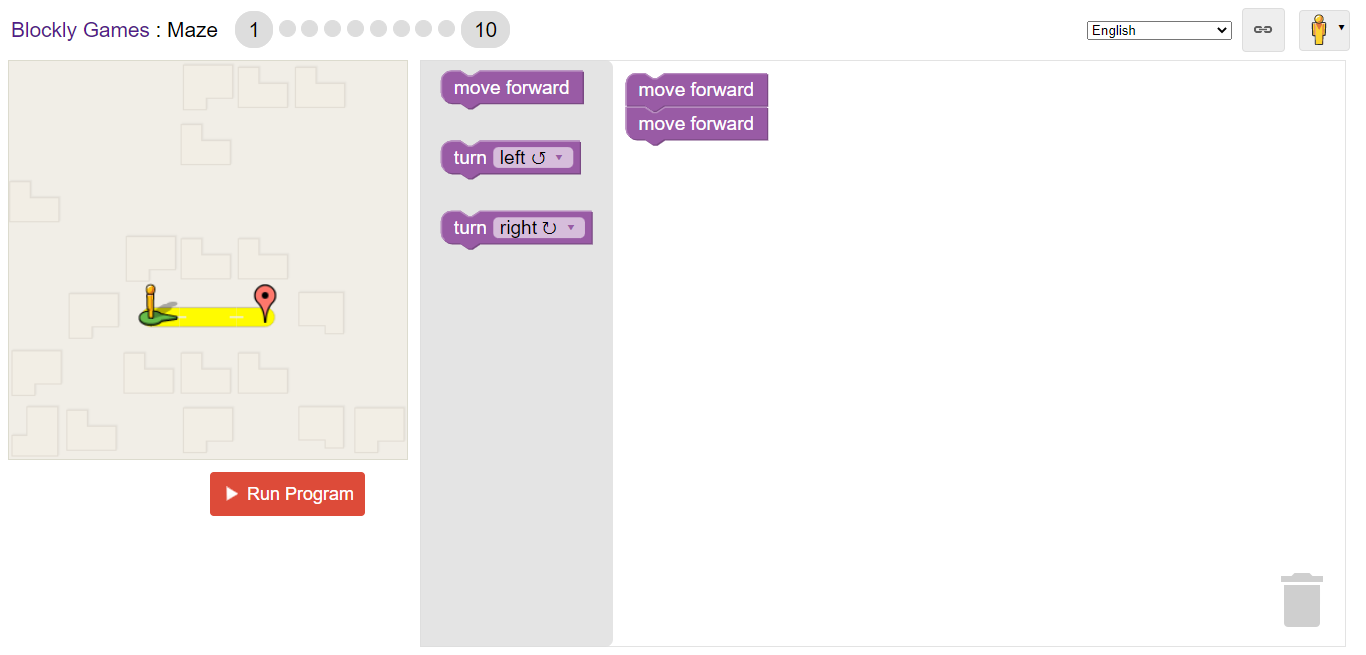 Blockly Games : Maze 1 10 English
move forward
turn left ↺
turn right ↻
move forward
move forward
Run Program